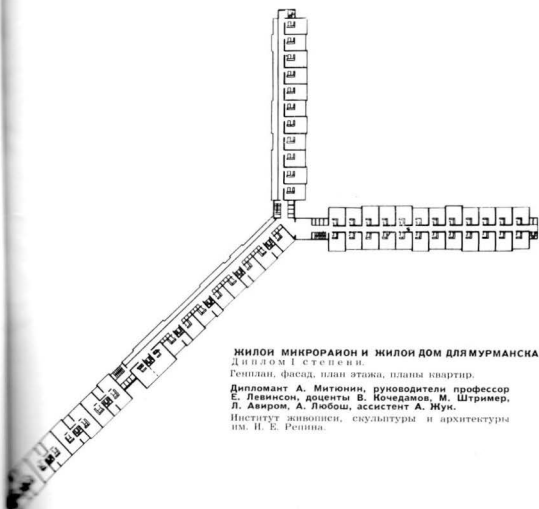 ЖИЛОЙ МИКРОРАЙОН И ЖИЛОЙ ДОМ ДЛЯ МУРМАНСКА
Диплом I степени.
Генплан, фасад, план этажа, планы квартир.
Дипломант А. Митюнин, руководители профессор
Е. Левинсон, доценты В. Кочедамов, М. Штример,
Л. Авиром, А. Любош, ассистент А. Жук.
Институт живописи, скульптуры и архитектуры
им. И. Е. Репина.